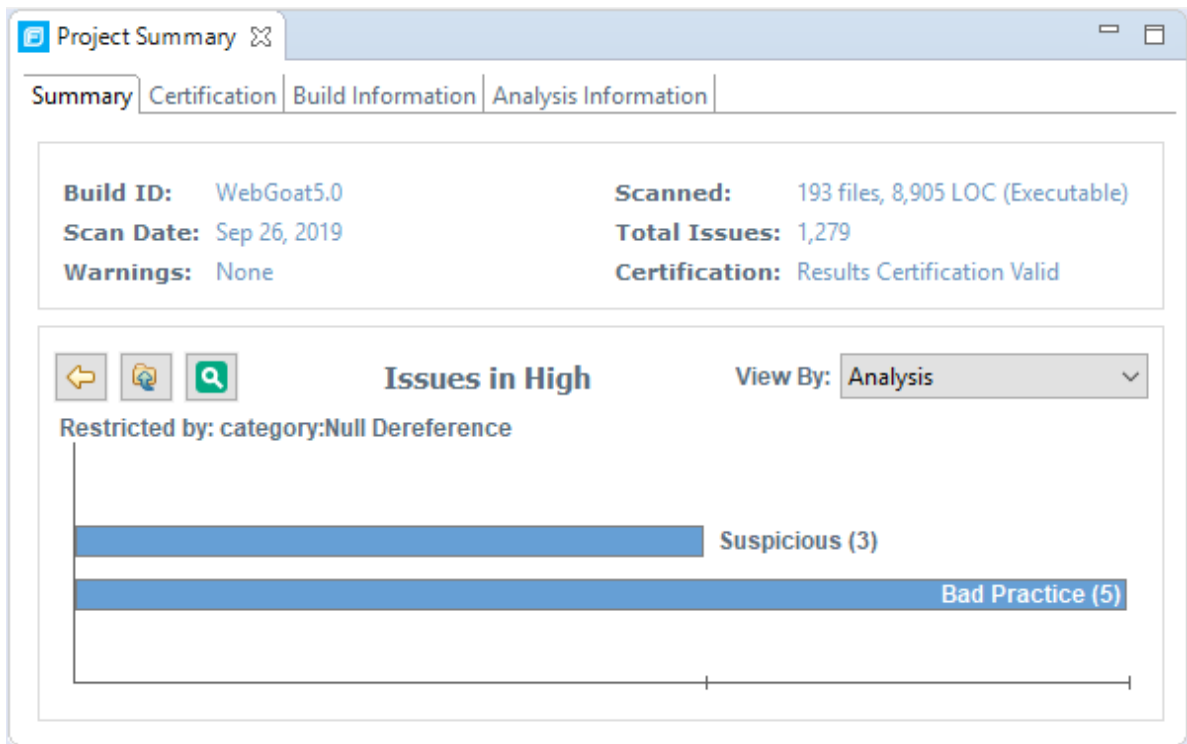 Project Summary
Summary Certification Build Information Analysis Information
Build ID: WebGoat5.0 Scanned: 193 files, 8,905 LOC (Executable)
Scan Date: Sep 26, 2019 Total Issues: 1,279
Warnings: None Certification: Results Certification Valid
Issues in High View By: Analysis
Restricted by: category:Null Dereference
Suspicious (3)
Bad Practice (5)